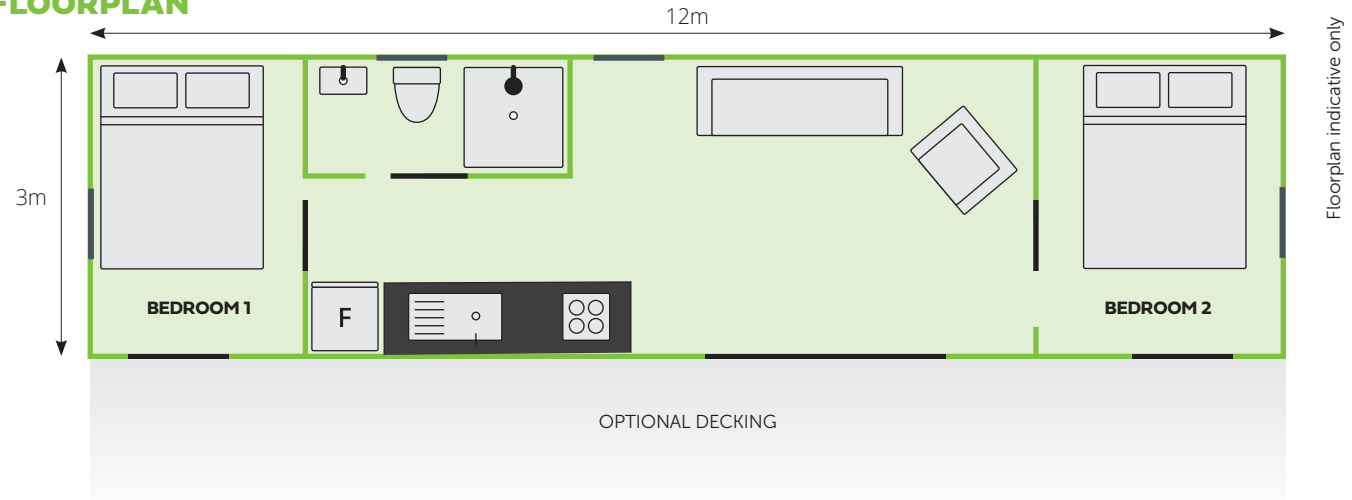 FLOORPLAN
12m
3m
F
BEDROOM 1
BEDROOM 2
OPTIONAL DECKING
Floorplan indicative only